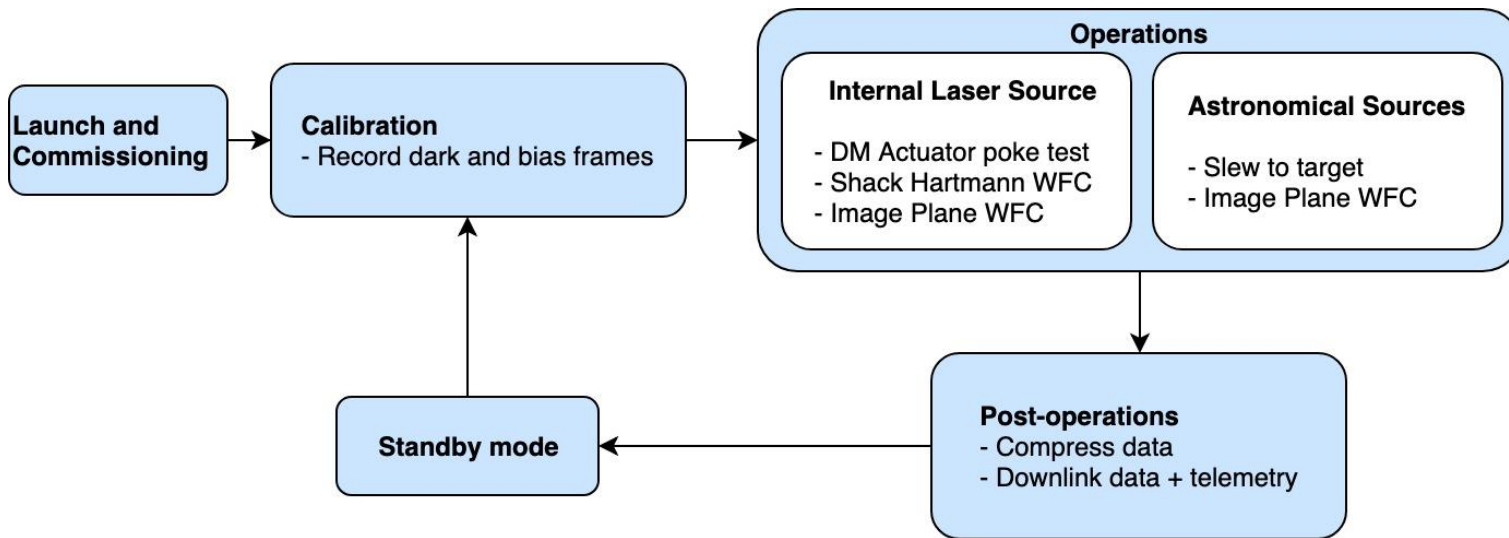 Launch and
Commissioning
Calibration
- Record dark and bias frames
Operations
Internal Laser Source
- DM Actuator poke test
- Shack Hartmann WFC
- Image Plane WFC
Astronomical Sources
- Slew to target
- Image Plane WFC
Post-operations
- Compress data
- Downlink data + telemetry
Standby mode